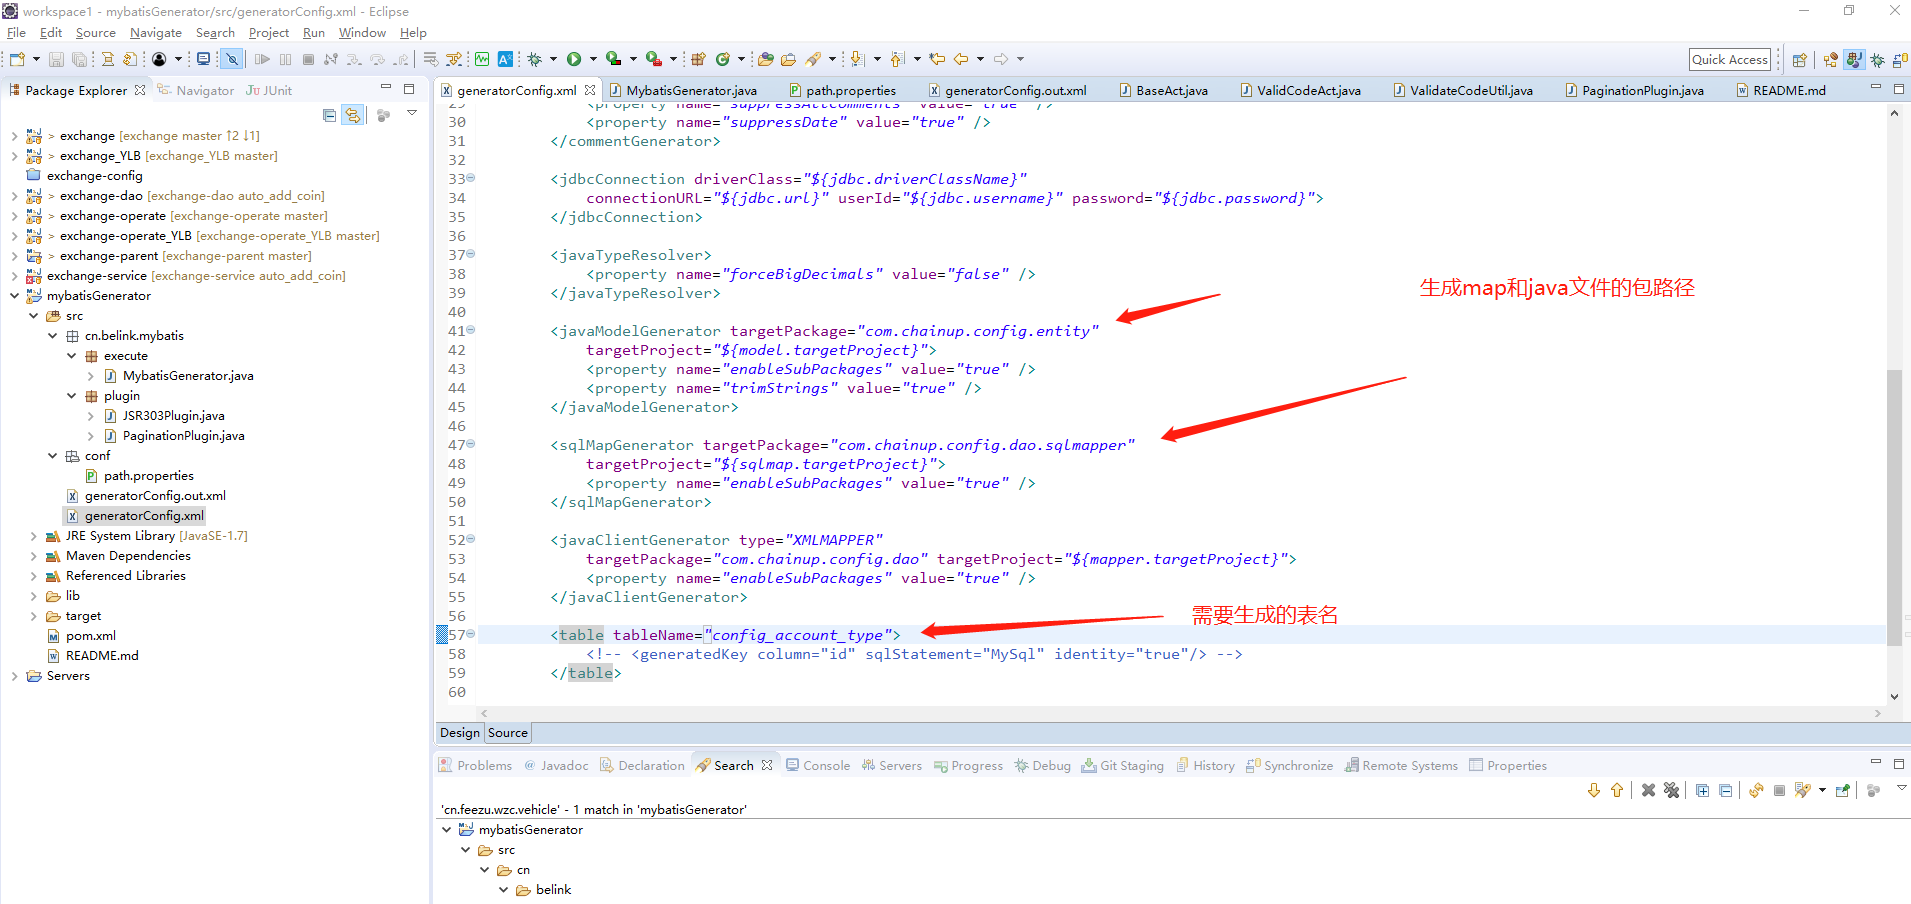 workspace1 - mybatisGenerator/src/generatorConfig.xml - Eclipse
File Edit Source Navigate Search Project Run Window Help
Quick Access
Package Explorer Navigator JUnit
> exchange [exchange master ↑2 ↓1]
> exchange_YLB [exchange_YLB master]
exchange-config
> exchange-dao [exchange-dao auto_add_coin]
> exchange-operate [exchange-operate master]
> exchange-operate_YLB [exchange-operate_YLB master]
> exchange-parent [exchange-parent master]
exchange-service [exchange-service auto_add_coin]
mybatisGenerator
src
cn.belink.mybatis
execute
MybatisGenerator.java
plugin
JSR303Plugin.java
PaginationPlugin.java
conf
path.properties
generatorConfig.out.xml
generatorConfig.xml
JRE System Library [JavaSE-1.7]
Maven Dependencies
Referenced Libraries
lib
target
pom.xml
README.md
Servers
generatorConfig.xml MybatisGenerator.java path.properties generatorConfig.out.xml BaseAct.java ValidCodeAct.java ValidateCodeUtil.java PaginationPlugin.java README.md
29 <property name="suppressAllComments" value="true" />
30 <property name="suppressDate" value="true" />
31 </commentGenerator>
32
33 <jdbcConnection driverClass="${jdbc.driverClassName}"
34 connectionURL="${jdbc.url}" userId="${jdbc.username}" password="${jdbc.password}">
35 </jdbcConnection>
36
37 <javaTypeResolver>
38 <property name="forceBigDecimals" value="false" />
39 </javaTypeResolver>
40
41 <javaModelGenerator targetPackage="com.chainup.config.entity"
42 targetProject="${model.targetProject}">
43 <property name="enableSubPackages" value="true" />
44 <property name="trimStrings" value="true" />
45 </javaModelGenerator>
46
47 <sqlMapGenerator targetPackage="com.chainup.config.dao.sqlmapper"
48 targetProject="${sqlmap.targetProject}">
49 <property name="enableSubPackages" value="true" />
50 </sqlMapGenerator>
51
52 <javaClientGenerator type="XMLMAPPER"
53 targetPackage="com.chainup.config.dao" targetProject="${mapper.targetProject}">
54 <property name="enableSubPackages" value="true" />
55 </javaClientGenerator>
56
57 <table tableName="config_account_type">
58 <!-- <generatedKey column="id" sqlStatement="MySql" identity="true"/> -->
59 </table>
60
生成map和java文件的包路径
需要生成的表名
Design Source
Problems Javadoc Declaration Search Console Servers Progress Debug Git Staging History Synchronize Remote Systems Properties
'cn.feezu.wzc.vehicle' - 1 match in 'mybatisGenerator'
mybatisGenerator
src
cn
belink